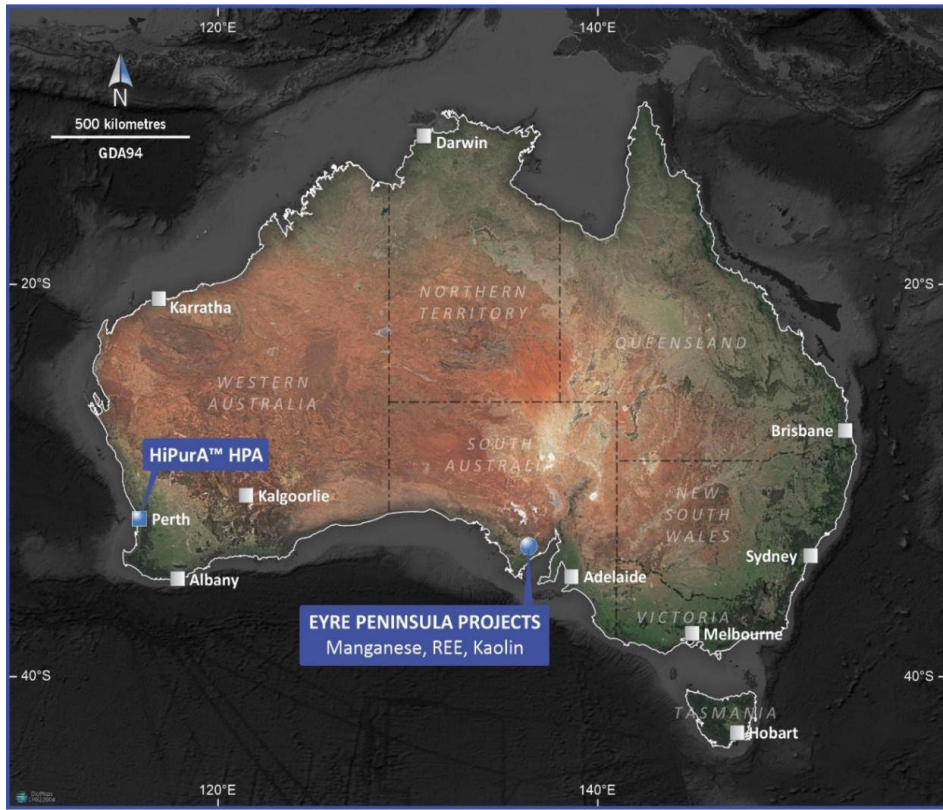 120°E
140°E
N
500 kilometres
GDA94
Darwin
20°S
20°S
Karratha
NORTHERN
TERRITORY
QUEENSLAND
WESTERN
AUSTRALIA
Brisbane
SOUTH
AUSTRALI
HiPurA™ HPA
Kalgoorlie
NEW
SOUTH
WALES
Perth
Sydney
Albany
Adelaide
EYRE PENINSULA PROJECTS
Manganese, REE, Kaolin
VICTORIA
Melbourne
40°S
40°S
TASMANIA
Hobart
120°E
140°E